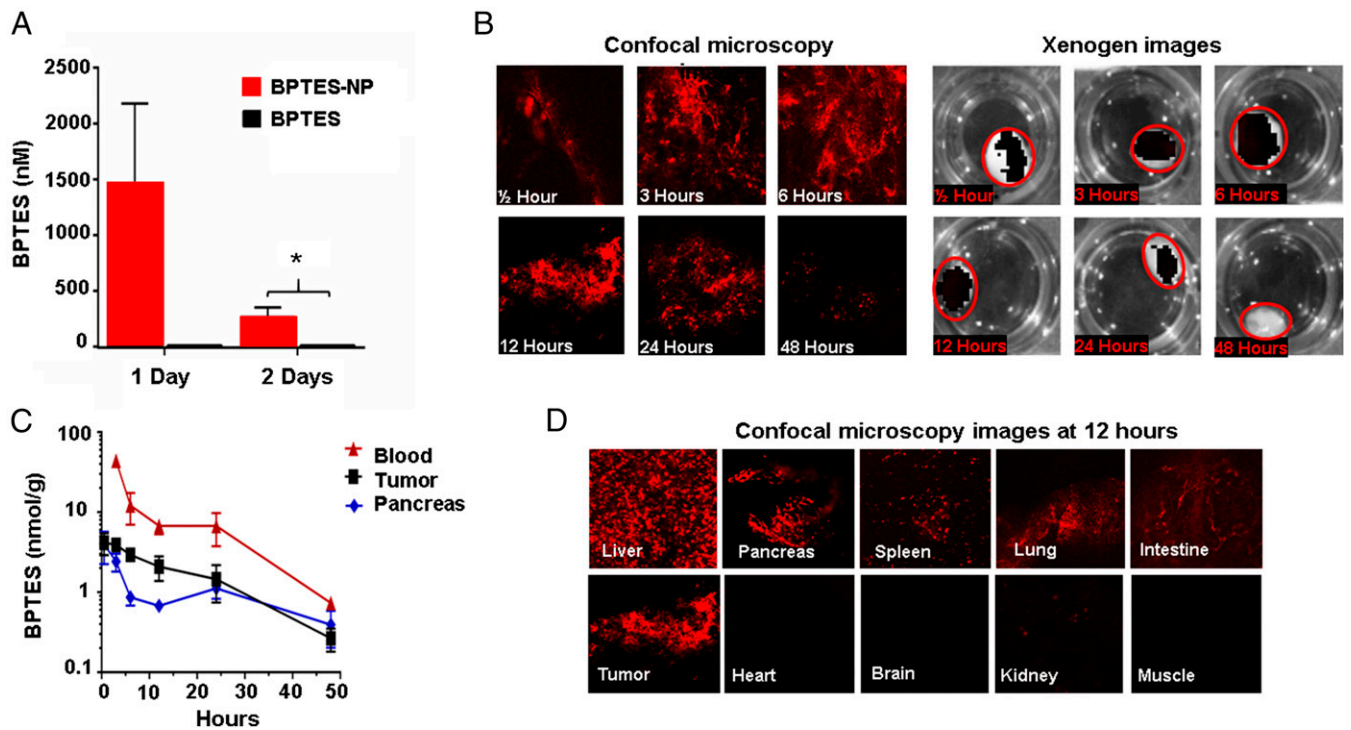 A
2500
2000
1500
1000
500
0
BPTES (nM)
BPTES-NP
BPTES
*
1 Day
2 Days
B
Confocal microscopy
½ Hour
3 Hours
6 Hours
12 Hours
24 Hours
48 Hours
Xenogen images
½ Hour
3 Hours
6 Hours
12 Hours
24 Hours
48 Hours
C
100
10
1
0.1
BPTES (nmol/g)
Blood
Tumor
Pancreas
0 10 20 30 40 50
Hours
D
Confocal microscopy images at 12 hours
Liver
Pancreas
Spleen
Lung
Intestine
Tumor
Heart
Brain
Kidney
Muscle